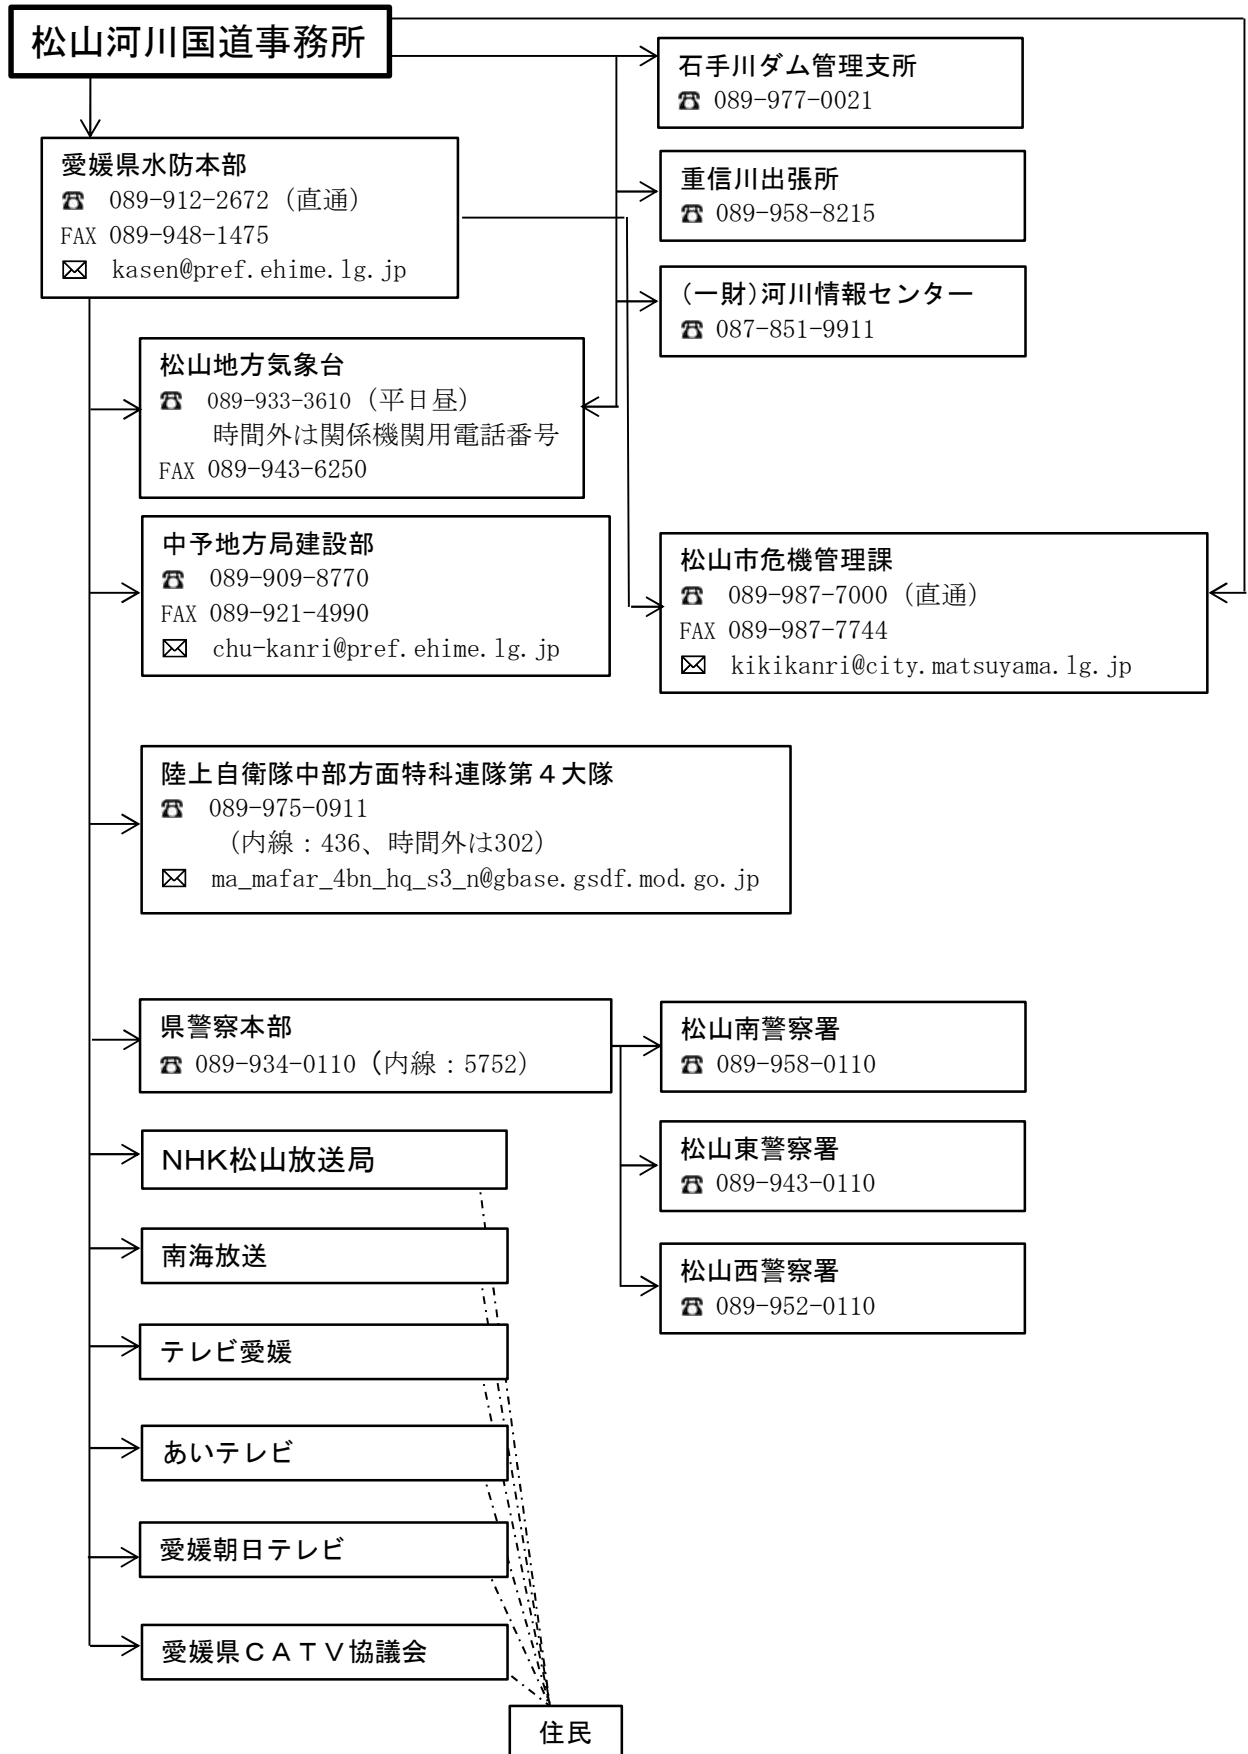 松山河川国道事務所
石手川ダム管理支所
☎ 089-977-0021
愛媛県水防本部
☎ 089-912-2672（直通）
FAX 089-948-1475
✉ kasen@pref.ehime.lg.jp
重信川出張所
☎ 089-958-8215
（一財）河川情報センター
☎ 087-851-9911
松山地方気象台
☎ 089-933-3610（平日昼）
時間外は関係機関用電話番号
FAX 089-943-6250
中予地方局建設部
☎ 089-909-8770
FAX 089-921-4990
✉ chu-kanri@pref.ehime.lg.jp
松山市危機管理課
☎ 089-987-7000（直通）
FAX 089-987-7744
✉ kikikanri@city.matsuyama.lg.jp
陸上自衛隊中部方面特科連隊第４大隊
☎ 089-975-0911
（内線：436、時間外は302）
✉ ma_mafar_4bn_hq_s3_n@gbase.gsdf.mod.go.jp
県警察本部
☎ 089-934-0110（内線：5752）
松山南警察署
☎ 089-958-0110
松山東警察署
☎ 089-943-0110
松山西警察署
☎ 089-952-0110
NHK松山放送局
南海放送
テレビ愛媛
あいテレビ
愛媛朝日テレビ
愛媛県ＣＡＴＶ協議会
住民